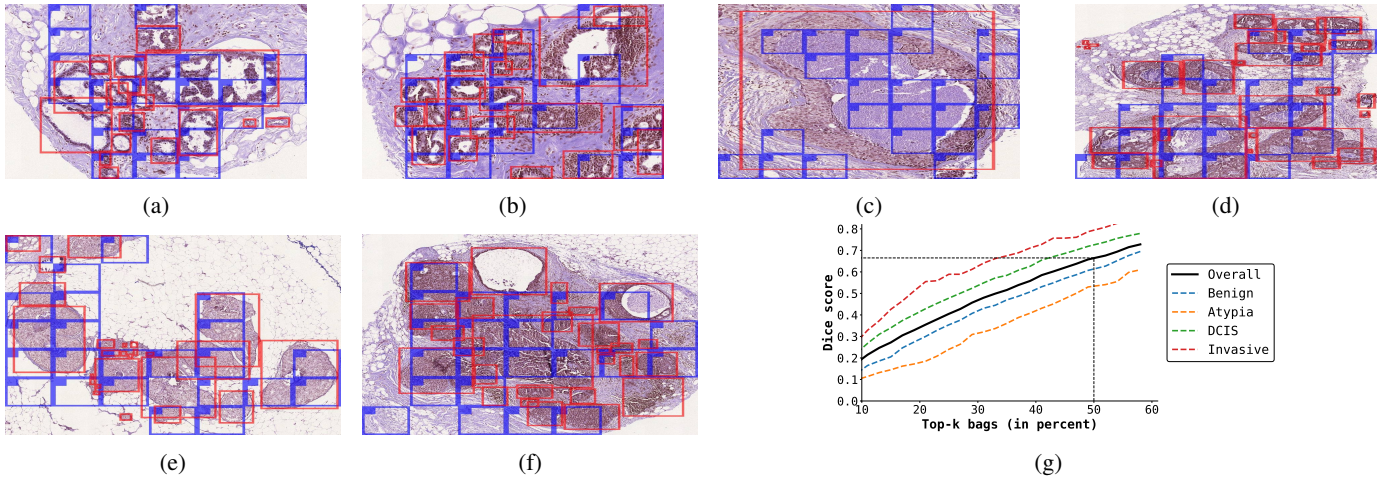 (a)
(b)
(c)
(d)
(e)
(f)
Dice score
0.8
0.7
0.6
0.5
0.4
0.3
0.2
0.1
0.0
10 20 30 40 50 60
Top-k bags (in percent)
Overall
Benign
Atypia
DCIS
Invasive
(g)